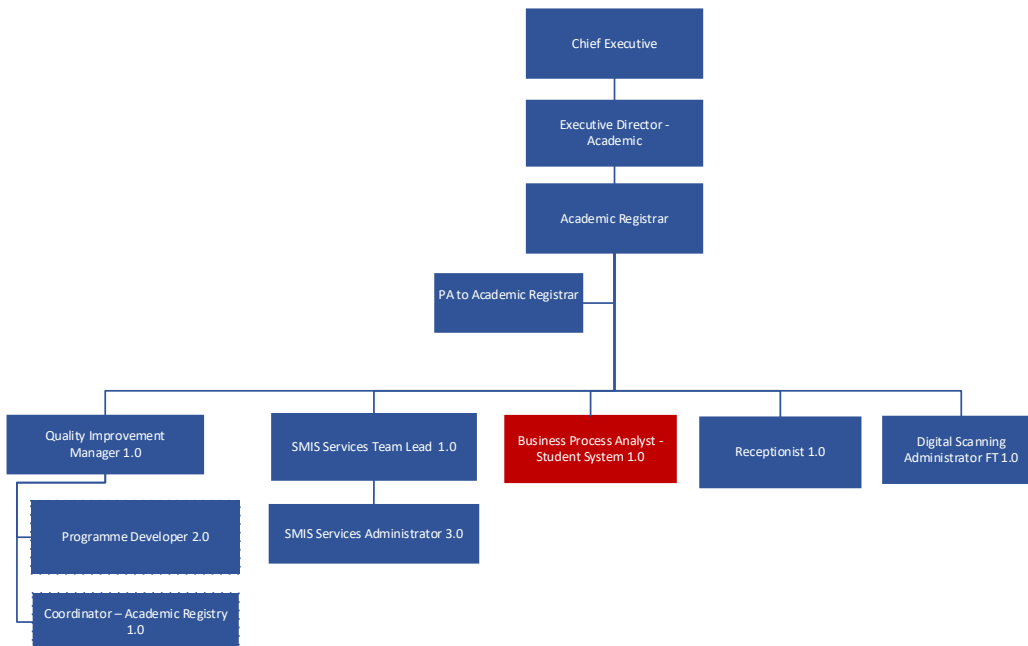 Chief Executive
Executive Director -
Academic
Academic Registrar
PA to Academic Registrar
Quality Improvement
Manager 1.0
SMIS Services Team Lead 1.0
Business Process Analyst -
Student System 1.0
Receptionist 1.0
Digital Scanning
Administrator FT 1.0
Programme Developer 2.0
SMIS Services Administrator 3.0
Coordinator – Academic Registry
1.0